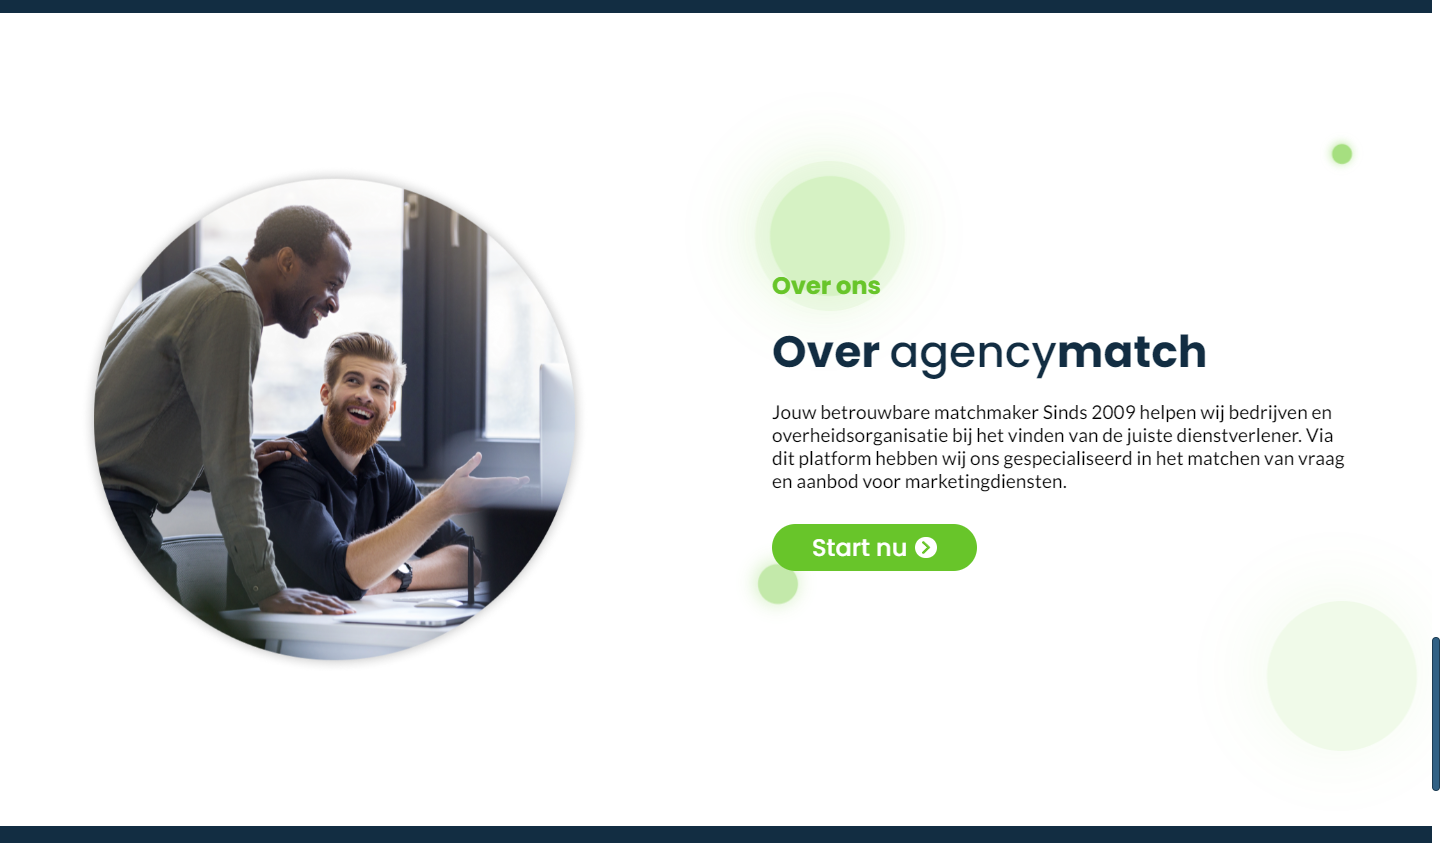 Over ons
Over agencymatch
Jouw betrouwbare matchmaker Sinds 2009 helpen wij bedrijven en
overheidsorganisatie bij het vinden van de juiste dienstverlener. Via
dit platform hebben wij ons gespecialiseerd in het matchen van vraag
en aanbod voor marketingdiensten.
Start nu